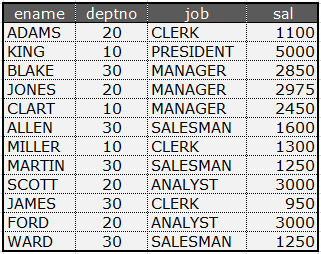 ename deptno job sal
ADAMS 20 CLERK 1100
KING 10 PRESIDENT 5000
BLAKE 30 MANAGER 2850
JONES 20 MANAGER 2975
CLART 10 MANAGER 2450
ALLEN 30 SALESMAN 1600
MILLER 10 CLERK 1300
MARTIN 30 SALESMAN 1250
SCOTT 20 ANALYST 3000
JAMES 30 CLERK 950
FORD 20 ANALYST 3000
WARD 30 SALESMAN 1250